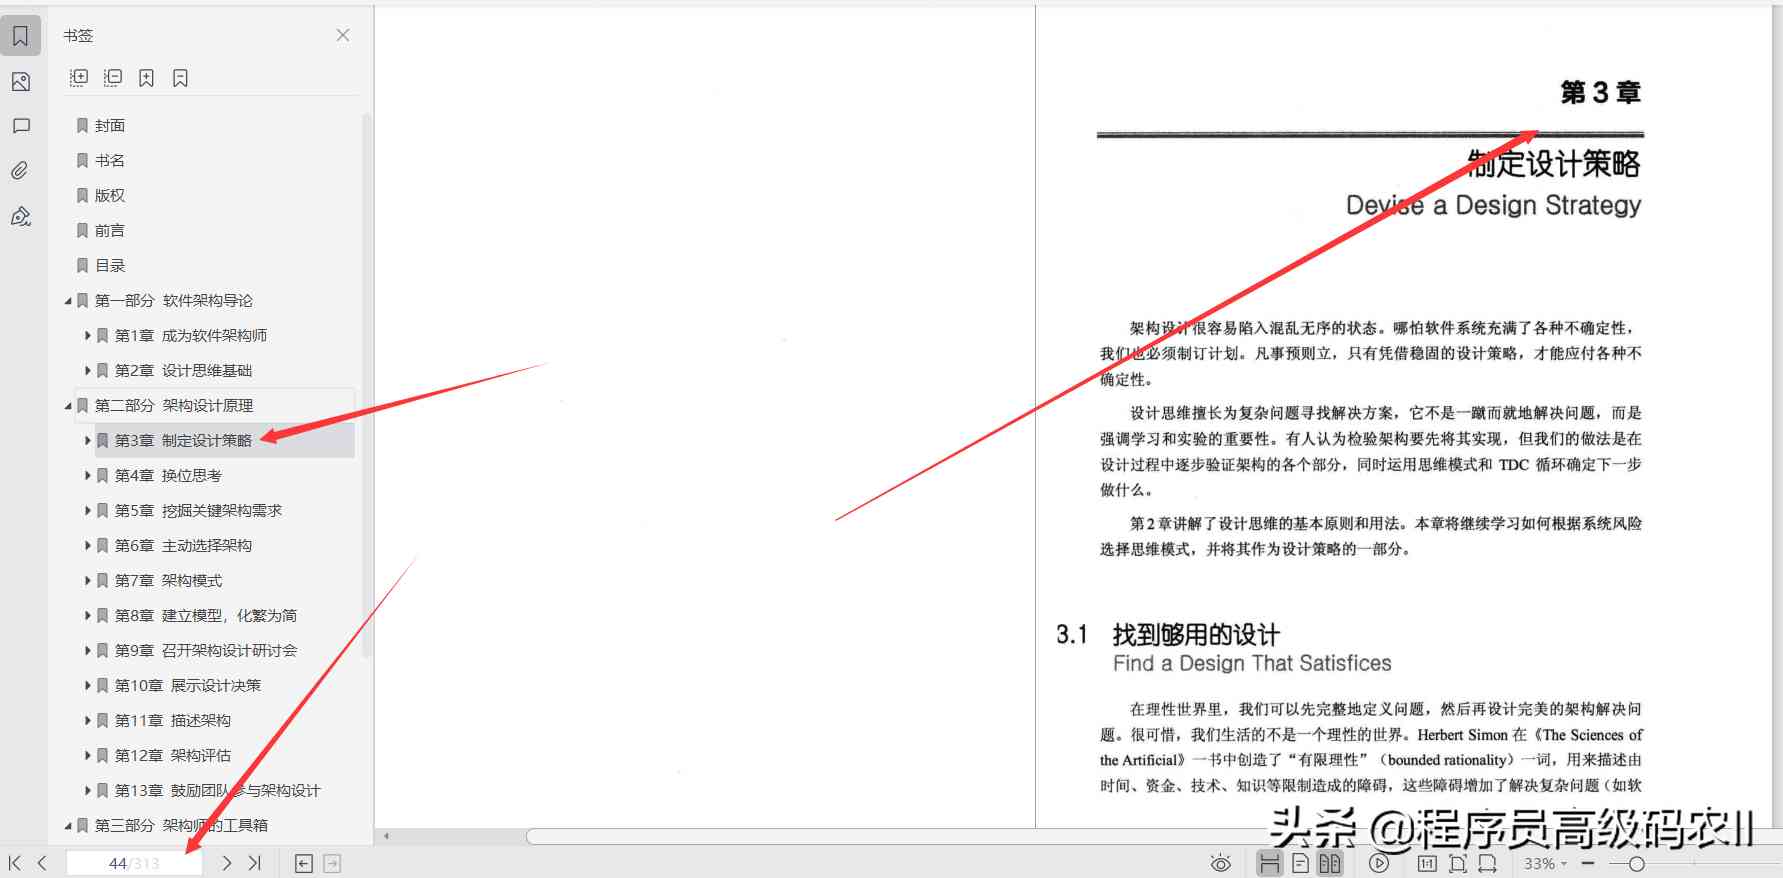 书签
封面
书名
版权
前言
目录
第一部分 软件架构导论
第1章 成为软件架构师
第2章 设计思维基础
第二部分 架构设计原理
第3章 制定设计策略
第4章 换位思考
第5章 挖掘关键架构需求
第6章 主动选择架构
第7章 架构模式
第8章 建立模型，化繁为简
第9章 召开架构设计研讨会
第10章 展示设计决策
第11章 描述架构
第12章 架构评估
第13章 鼓励团队参与架构设计
第三部分 架构师的工具箱
44/313
第 3 章
制定设计策略
Devise a Design Strategy
架构设计很容易陷入混乱无序的状态。哪怕软件系统充满了各种不确定性，
我们也必须制订计划。凡事预则立，只有凭借稳固的设计策略，才能应付各种不
确定性。
设计思维擅长为复杂问题寻找解决方案，它不是一蹴而就地解决问题，而是
强调学习和实验的重要性。有人认为检验架构要先将其实现，但我们的做法是在
设计过程中逐步验证架构的各个部分，同时运用思维模式和 TDC 循环确定下一步
做什么。
第2章讲解了设计思维的基本原则和用法。本章将继续学习如何根据系统风险
选择思维模式，并将其作为设计策略的一部分。
3.1 找到够用的设计
Find a Design That Satisfices
在理性世界里，我们可以先完整地定义问题，然后再设计完美的架构解决问
题。很可惜，我们生活的不是一个理性的世界。Herbert Simon 在《The Sciences of
the Artificial》一书中创造了“有限理性”（bounded rationality）一词，用来描述由
时间、资金、技术、知识等限制造成的障碍，这些障碍增加了解决复杂问题（如软
头杀 @程序员高级码农II
1:1
33%